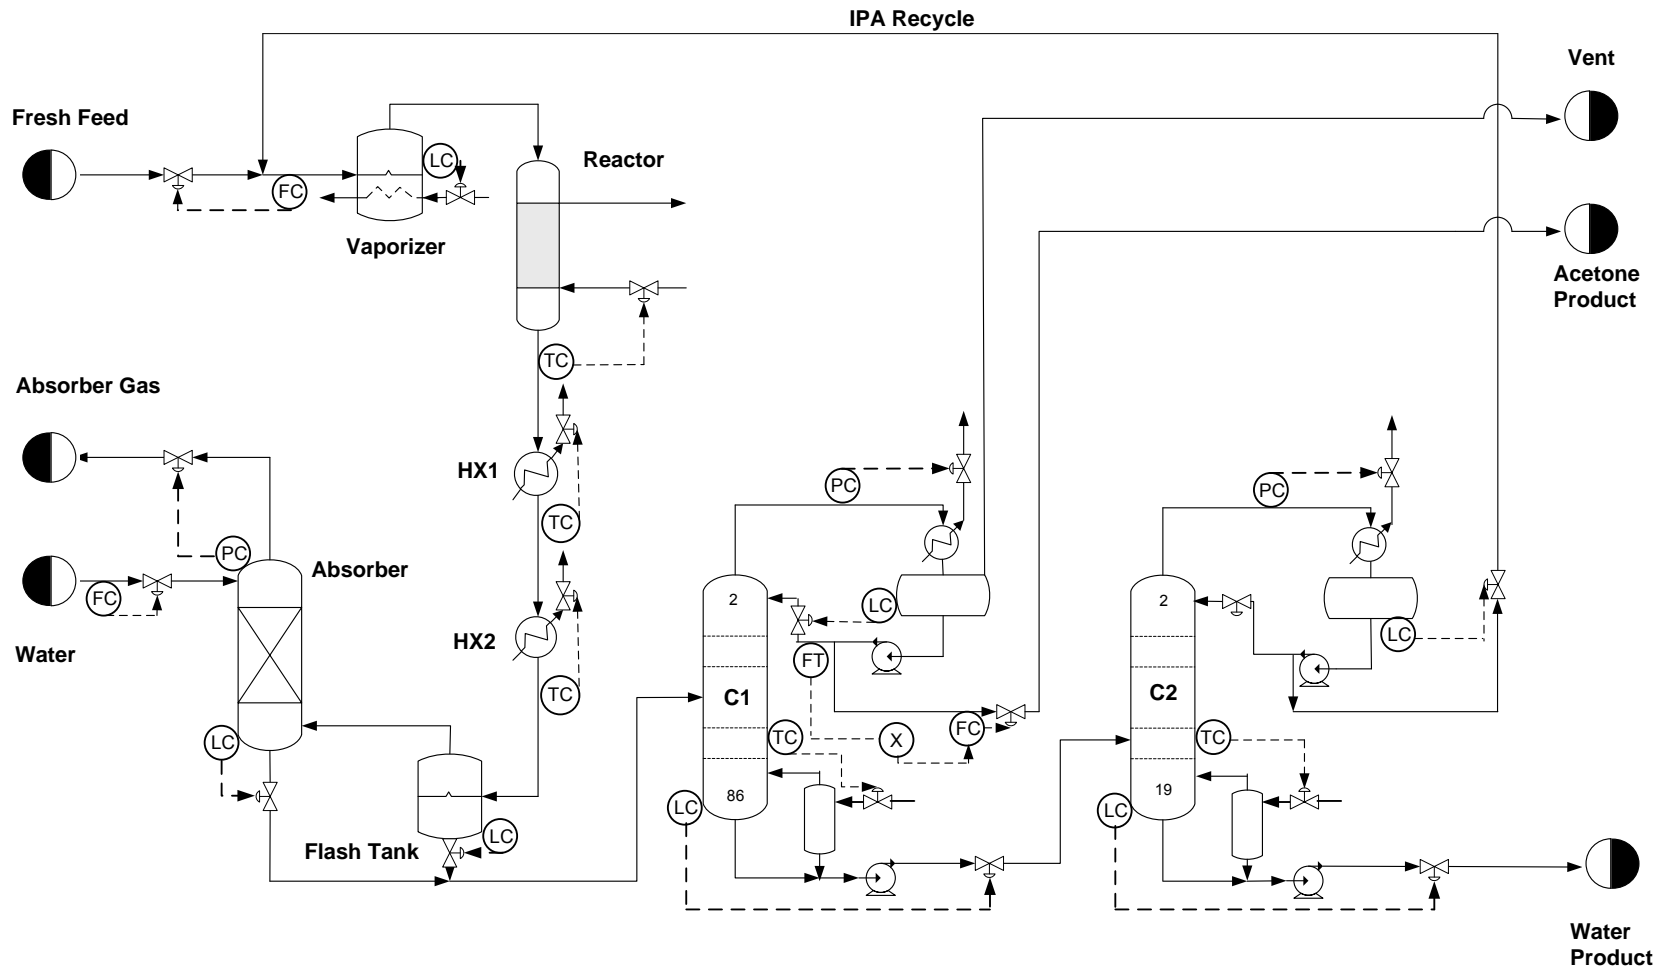 IPA Recycle
Vent
Fresh Feed
LC
Reactor
FC
Vaporizer
Acetone
Product
TC
Absorber Gas
HX1
PC
PC
TC
PC
Absorber
FC
2
LC
2
HX2
LC
Water
FT
TC
C1
C2
LC
TC
X
FC
TC
86
19
LC
LC
LC
Flash Tank
Water
Product